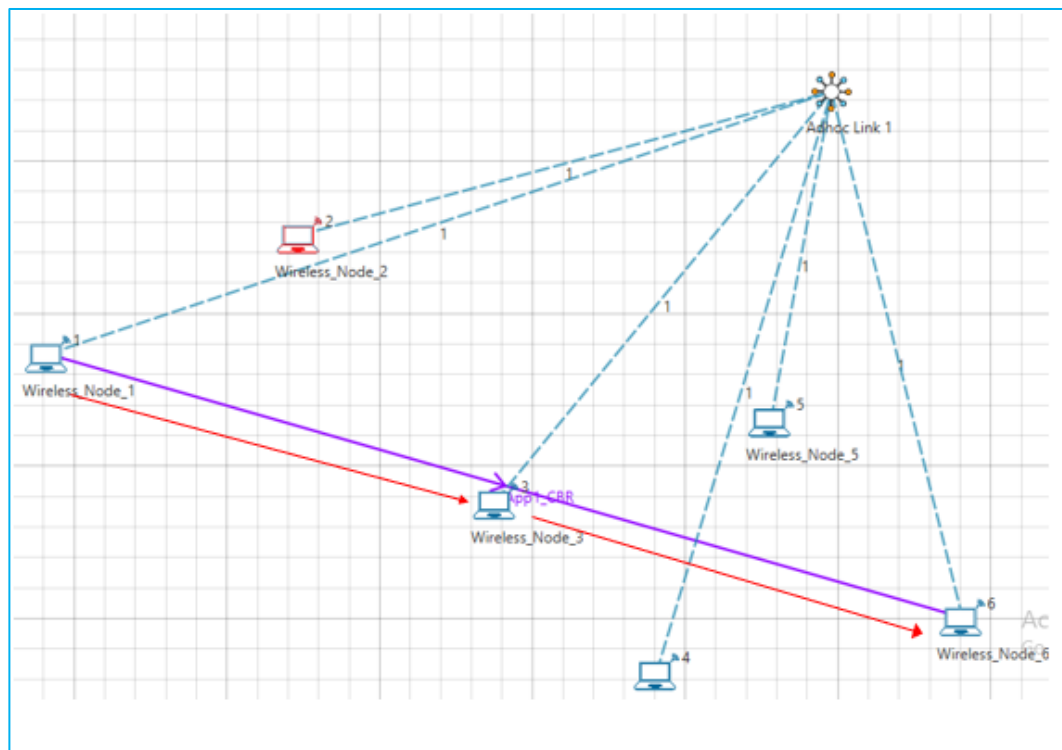 Adhoc Link 1
1
2
1
Wireless_Node_2
1
1
1
Wireless_Node_1
1
1
5
Wireless_Node_5
3
App1_CBR
Wireless_Node_3
6
Ac
Wireless_Node_6
4